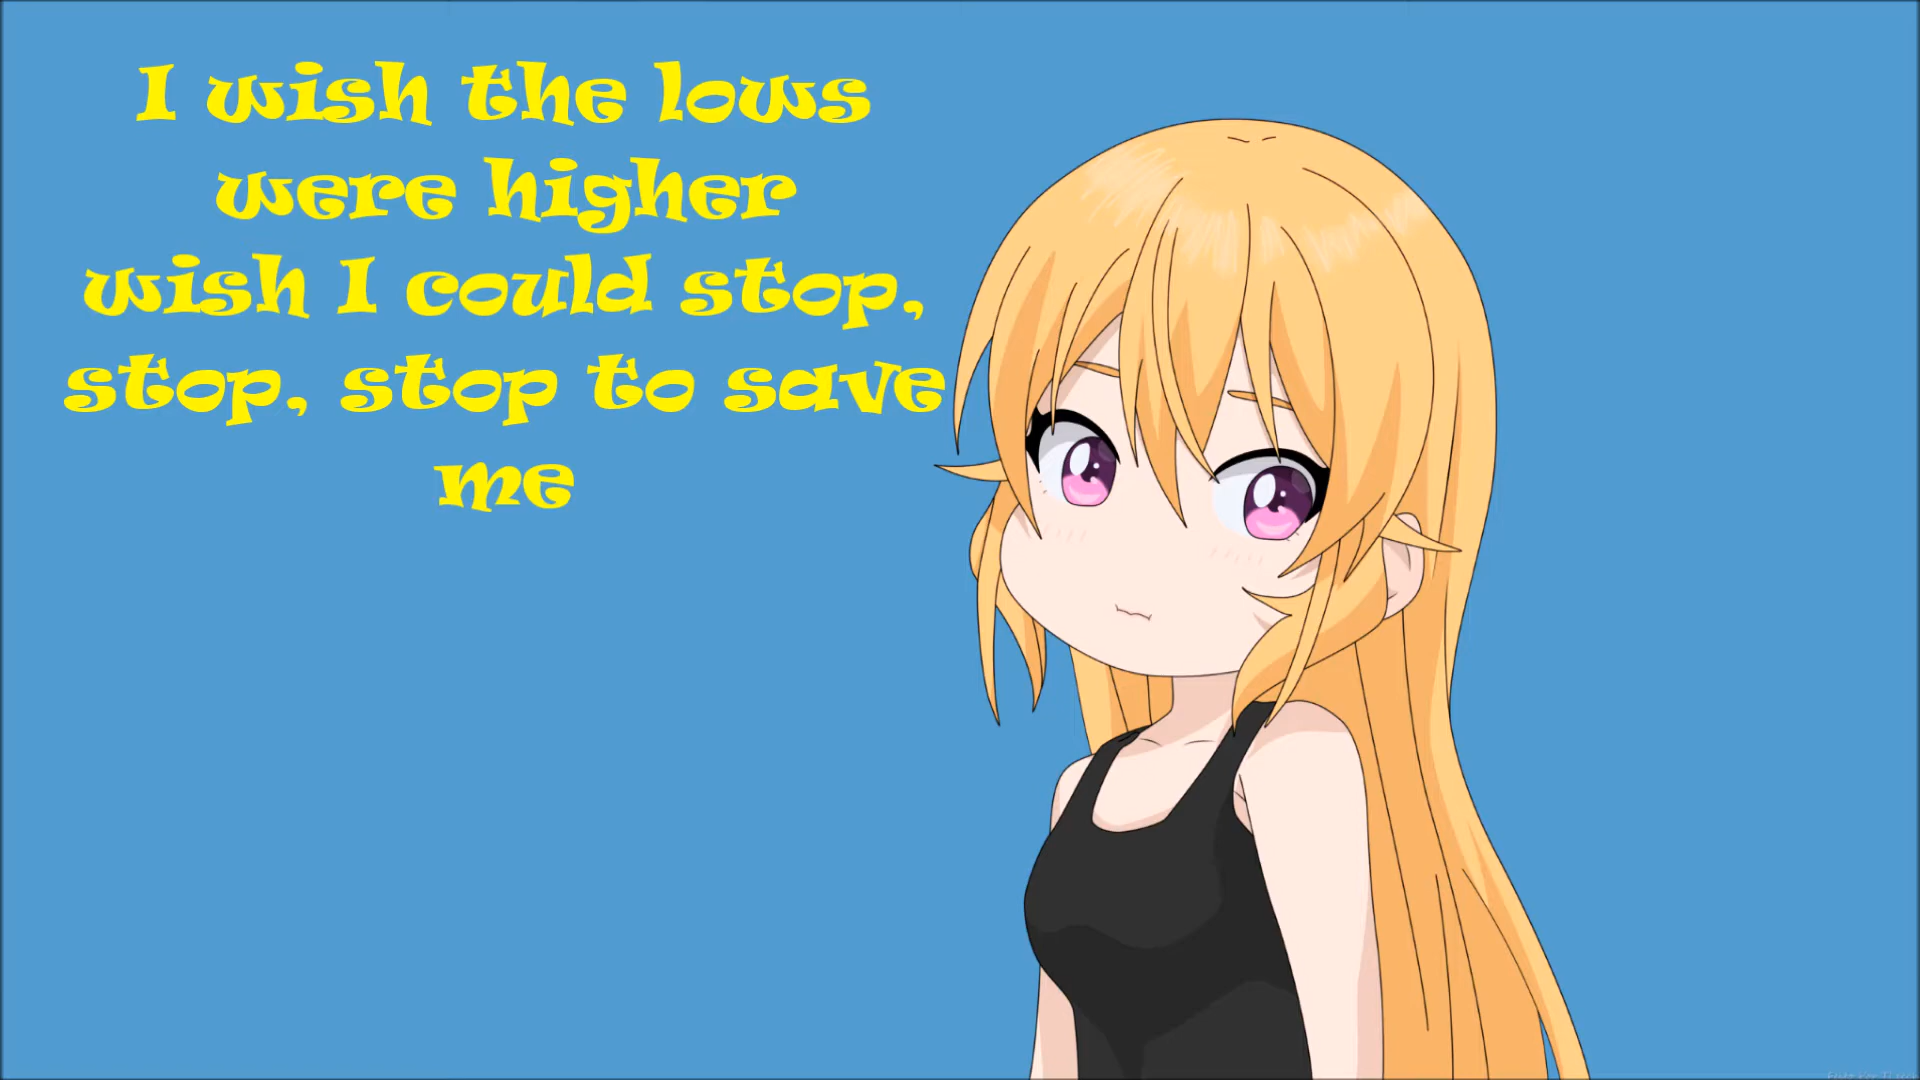 I wish the lows
were higher
wish I could stop,
stop, stop to save
me